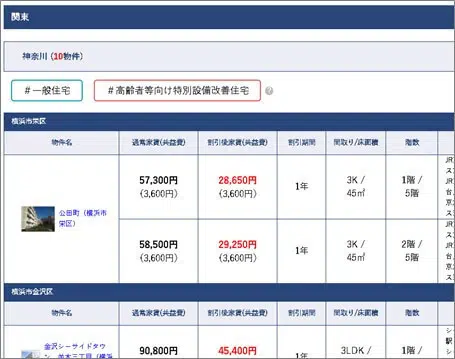 関東
神奈川 (10物件)
#一般住宅 #高齢者等向け特別設備改善住宅 ?
横浜市栄区
物件名 通常家賃(共益費) 割引後家賃(共益費) 割引期間 間取り/床面積 階数
公田町(横浜市
栄区)
57,300円
(3,600円)
28,650円
(3,600円)
1年
3K /
45㎡
1階 /
5階
58,500円
(3,600円)
29,250円
(3,600円)
1年
3K /
45㎡
2階 /
5階
横浜市金沢区
物件名 通常家賃(共益費) 割引後家賃(共益費) 割引期間 間取り/床面積 階数
金沢シーサイドタウ
ン 並木三丁目(横浜
90,800円
45,400円
1年
3LDK /
1階 /